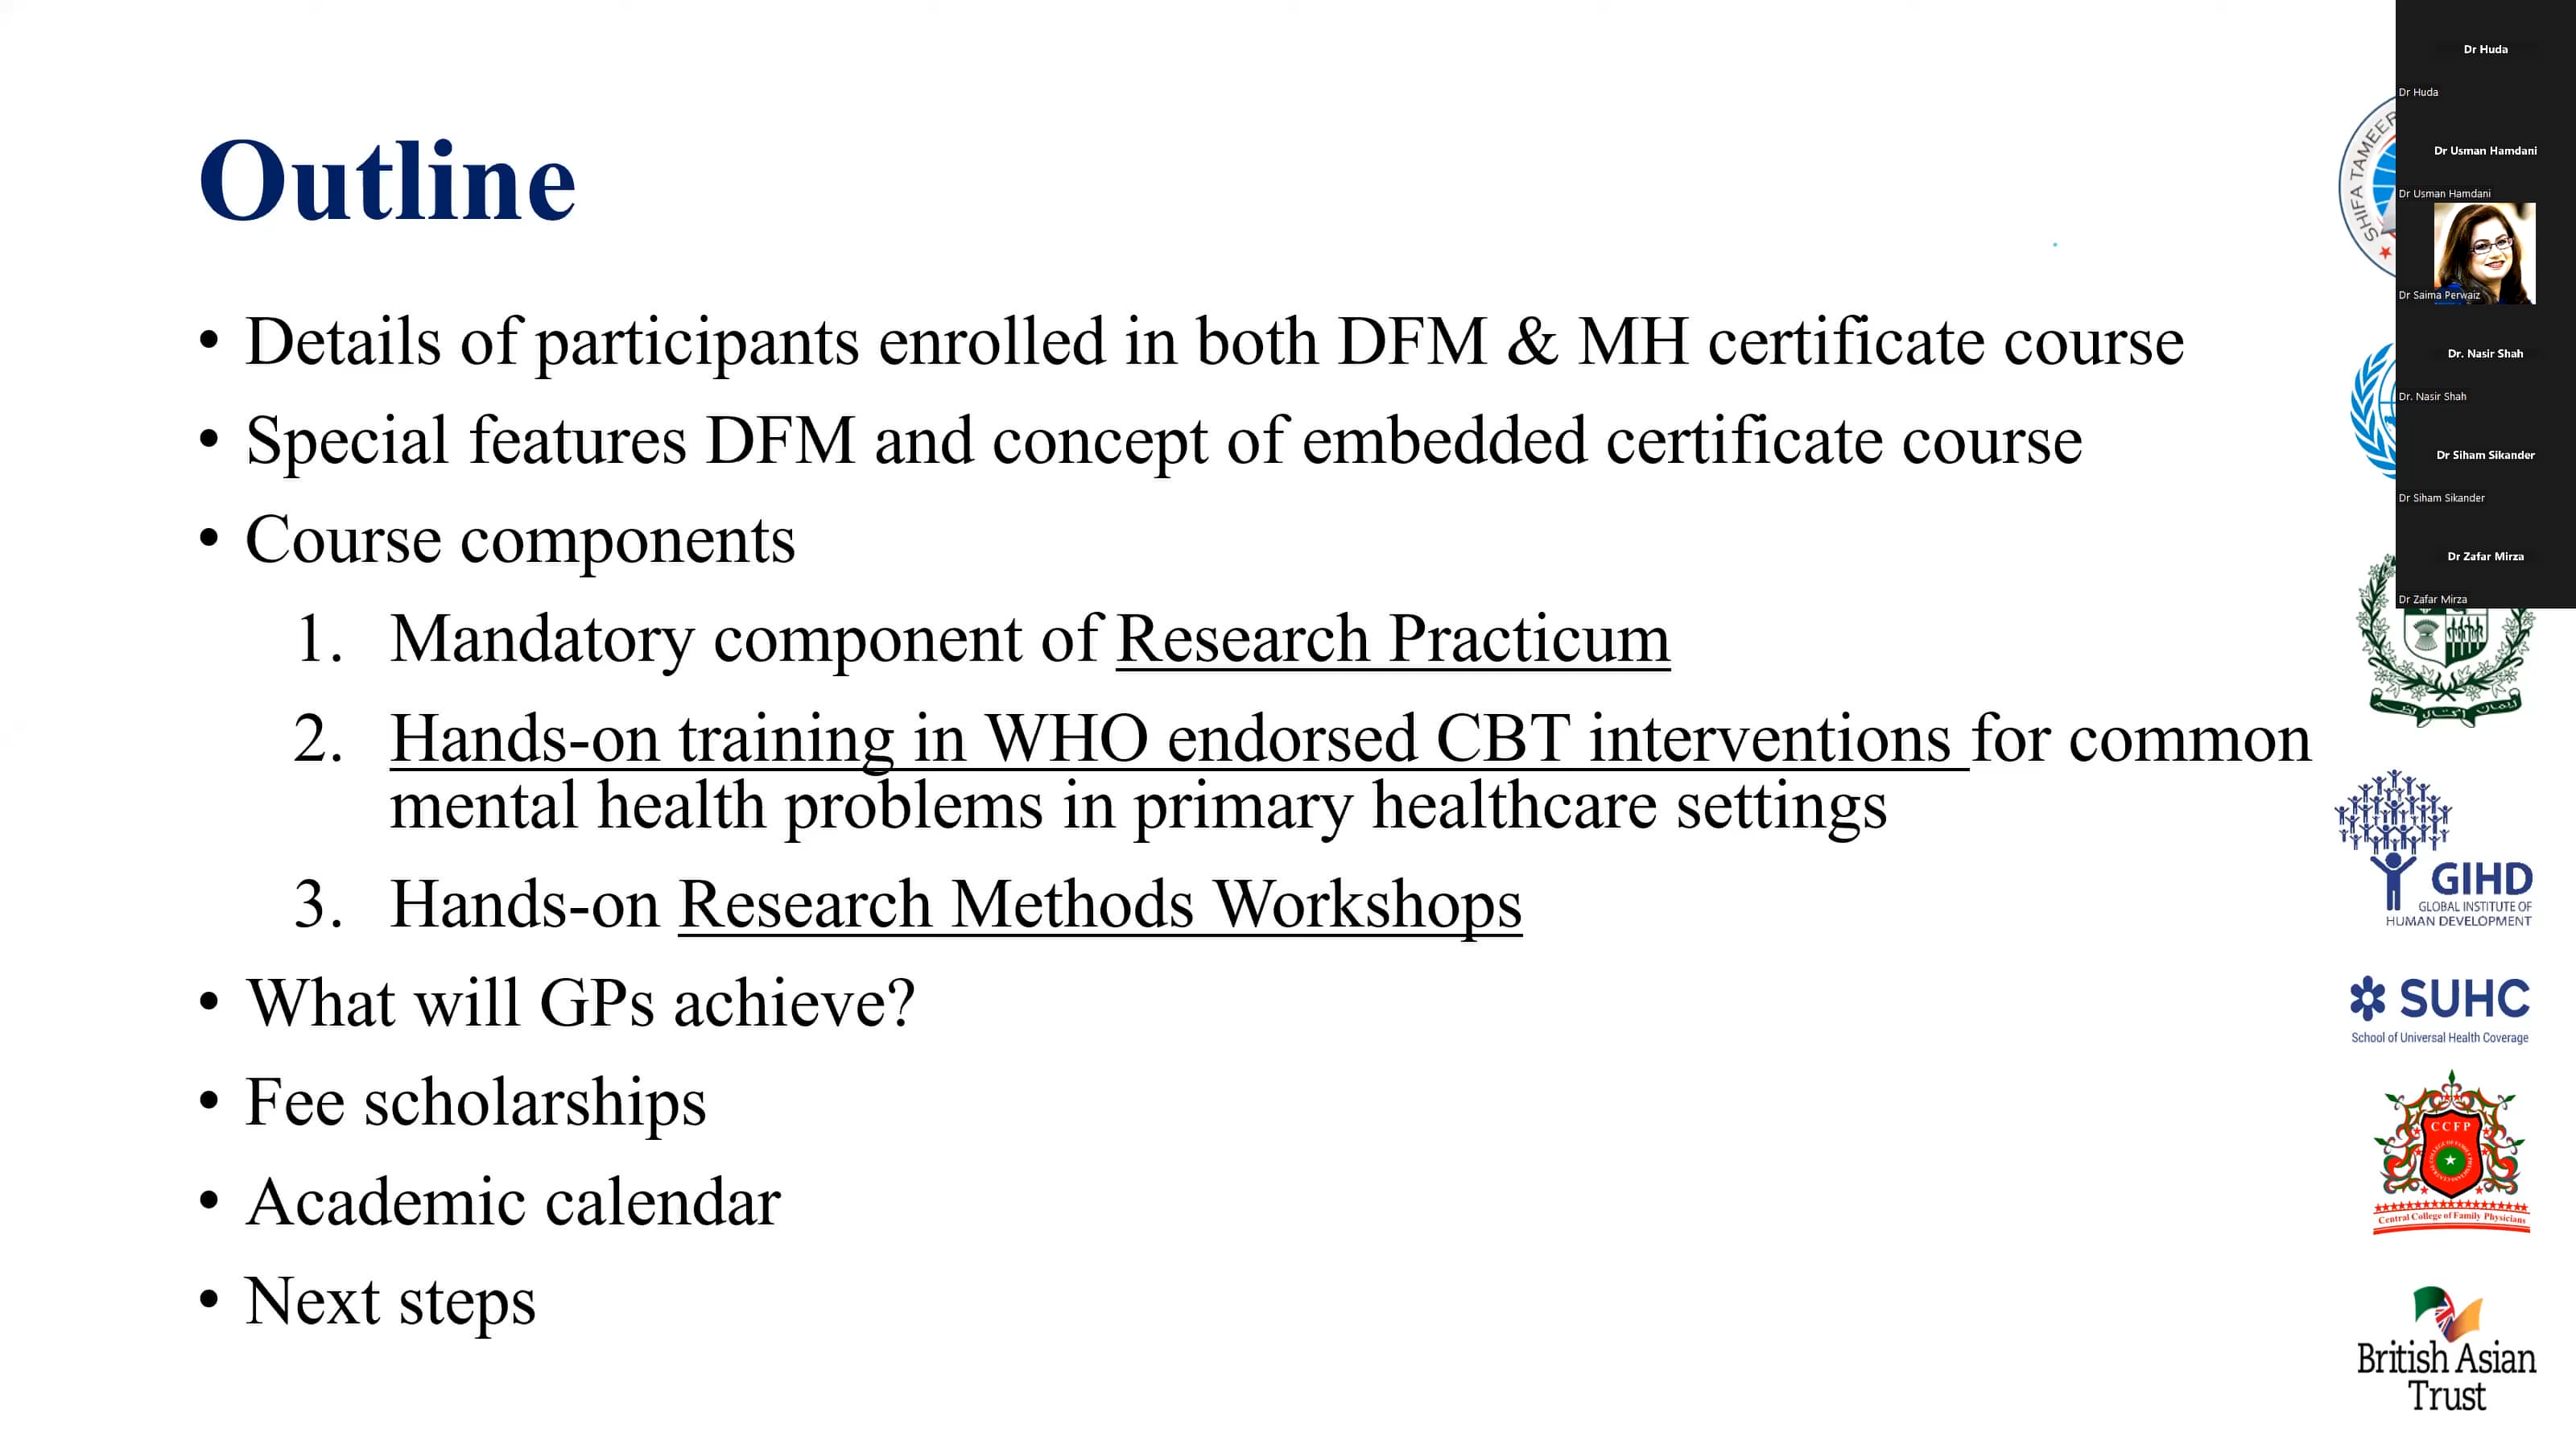 Outline
• Details of participants enrolled in both DFM & MH certificate course
• Special features DFM and concept of embedded certificate course
• Course components
1. Mandatory component of Research Practicum
2. Hands-on training in WHO endorsed CBT interventions for common
mental health problems in primary healthcare settings
3. Hands-on Research Methods Workshops
• What will GPs achieve?
• Fee scholarships
• Academic calendar
• Next steps
Dr Huda
Dr Huda
Dr Usman Hamdani
Dr Usman Hamdani
Dr Saima Perwaiz
Dr. Nasir Shah
Dr. Nasir Shah
Dr Siham Sikander
Dr Siham Sikander
Dr Zafar Mirza
Dr Zafar Mirza
SHIFA TAMEER
GIHD
GLOBAL INSTITUTE OF
HUMAN DEVELOPMENT
SUHC
School of Universal Health Coverage
CCFP
Central College of Family Physicians
British Asian
Trust